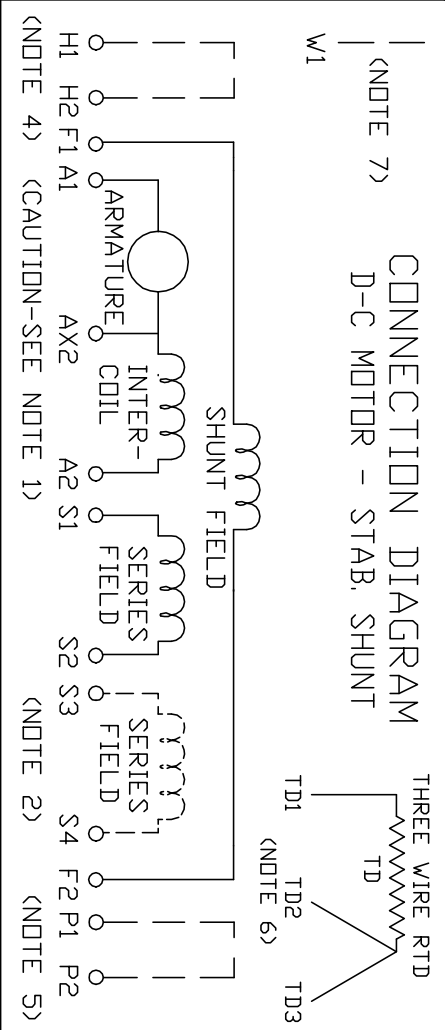 CONNECTION DIAGRAM
D-C MOTOR - STAB. SHUNT
THREE WIRE RTD
TD
TD1
TD2
TD3
(NOTE 6)
W1
(NOTE 7)
SHUNT FIELD
ARMATURE
INTER-
COIL
SERIES
FIELD
SERIES
FIELD
H1 H2 F1 A1 AX2 A2 S1 S2 S3 S4 F2 P1 P2
(NOTE 4) (CAUTION-SEE NOTE 1) (NOTE 2) (NOTE 5)